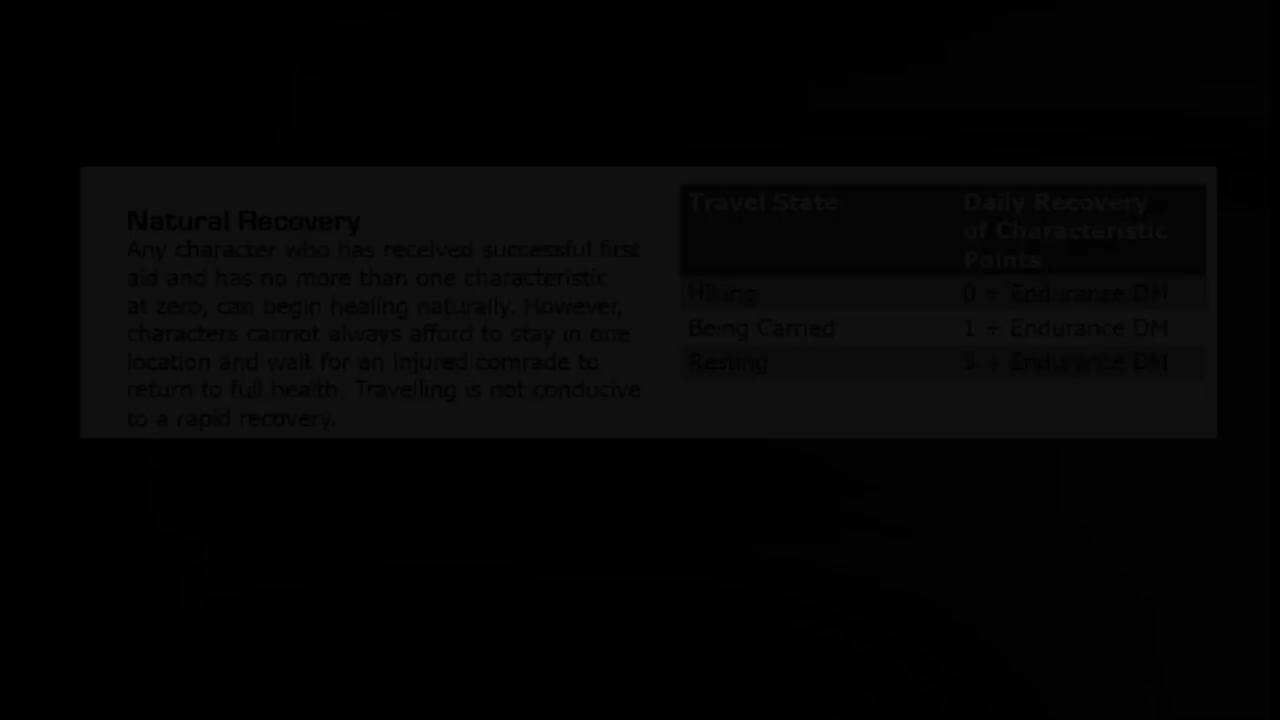 Natural Recovery
Any character who has received successful first
aid and has no more than one characteristic
at zero, can begin healing naturally. However,
characters cannot always afford to stay in one
location and wait for an injured comrade to
return to full health. Travelling is not conducive
to a rapid recovery.
Travel State Daily Recovery
of Characteristic
Points
Hiking 0 + Endurance DM
Being Carried 1 + Endurance DM
Resting 3 + Endurance DM